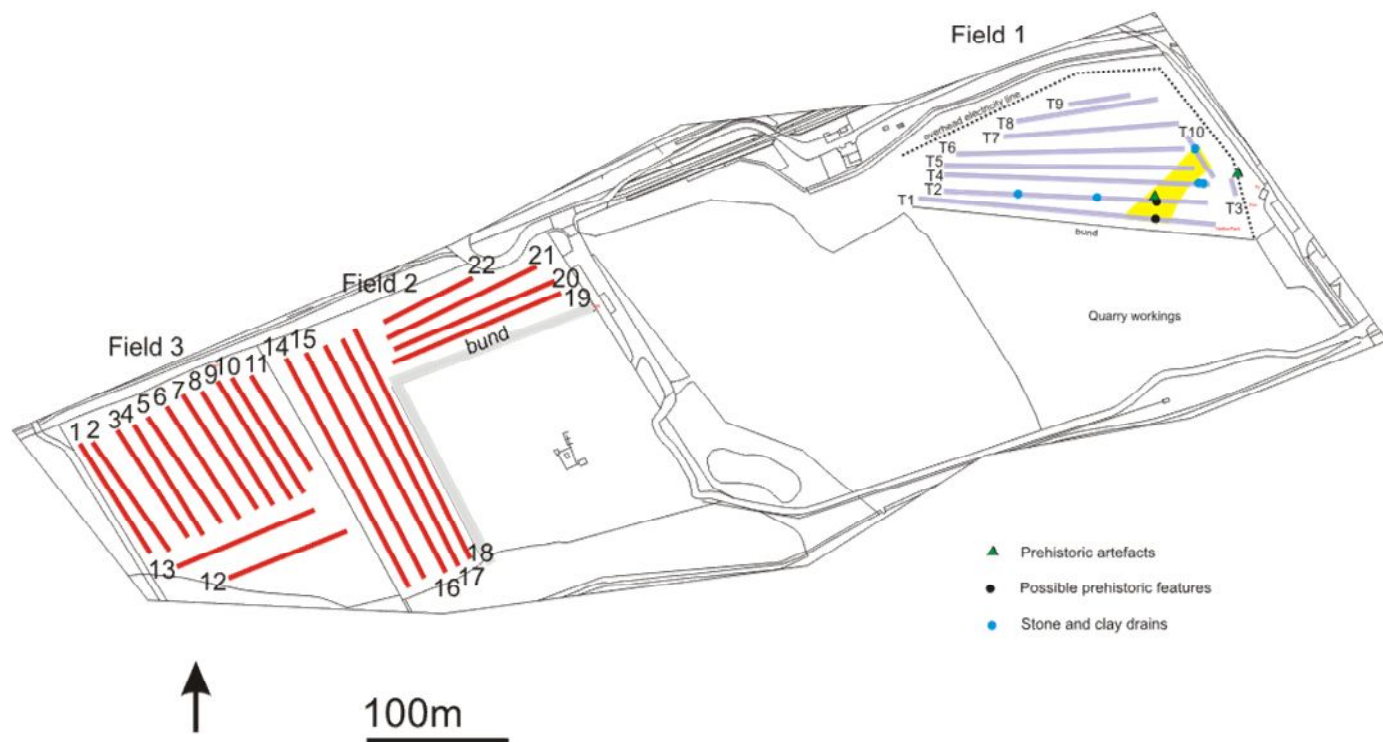 Field 1
overhead electricity line
T9
T8
T7
T10
T6
T5
T4
T2
T1
T3
bund
Quarry workings
Field 2
22
21
20
19
bund
Field 3
14 15
1 2 3 4 5 6 7 8 9 10 11
18
17
16
13
12
Prehistoric artefacts
Possible prehistoric features
Stone and clay drains
100m